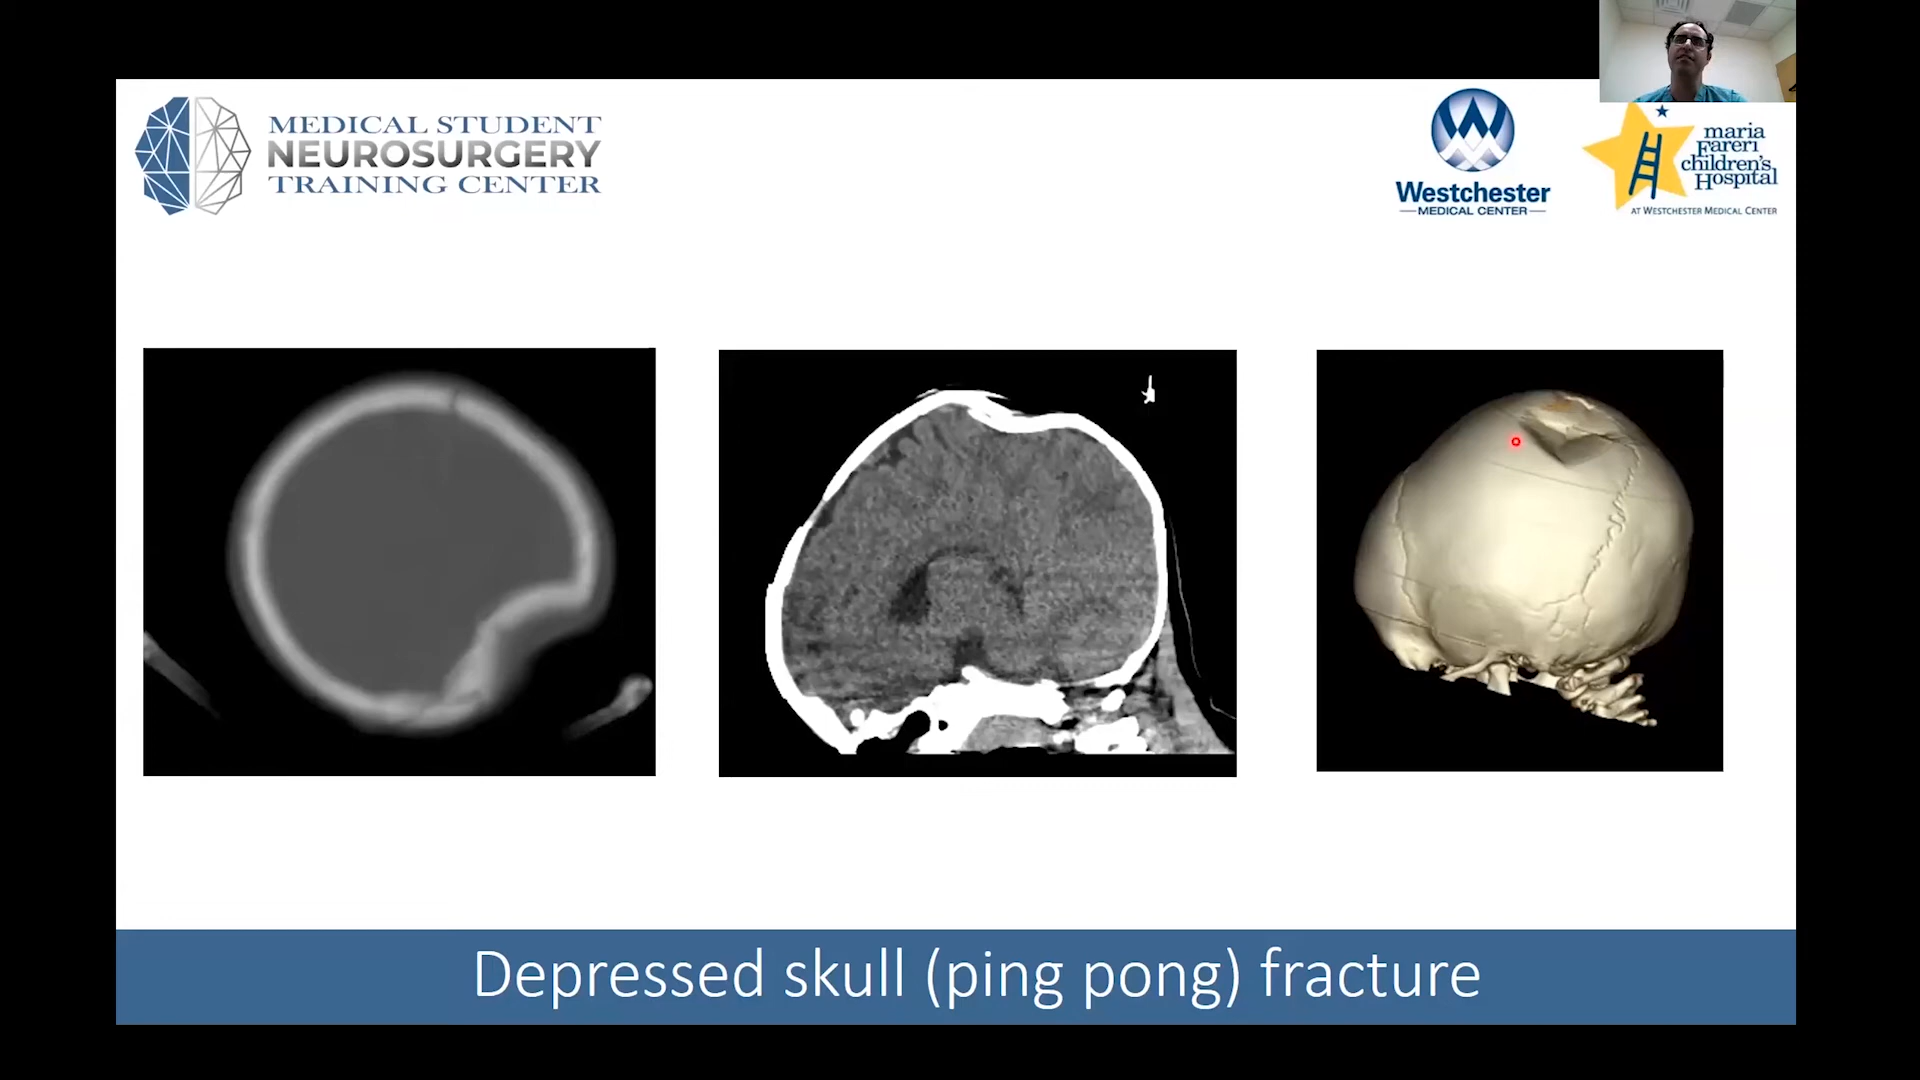 MEDICAL STUDENT
NEUROSURGERY
TRAINING CENTER
Westchester
MEDICAL CENTER
maria
Fareri
children's
Hospital
AT WESTCHESTER MEDICAL CENTER
Depressed skull (ping pong) fracture